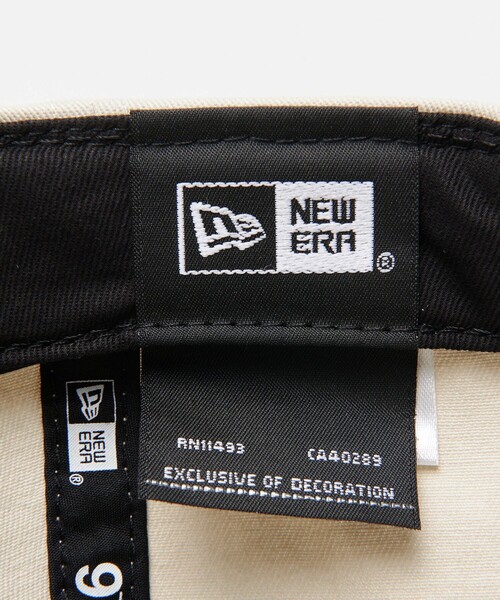 NEW
ERA
®
RN11493 CA40289
EXCLUSIVE OF DECORATION
NEW
ERA
®